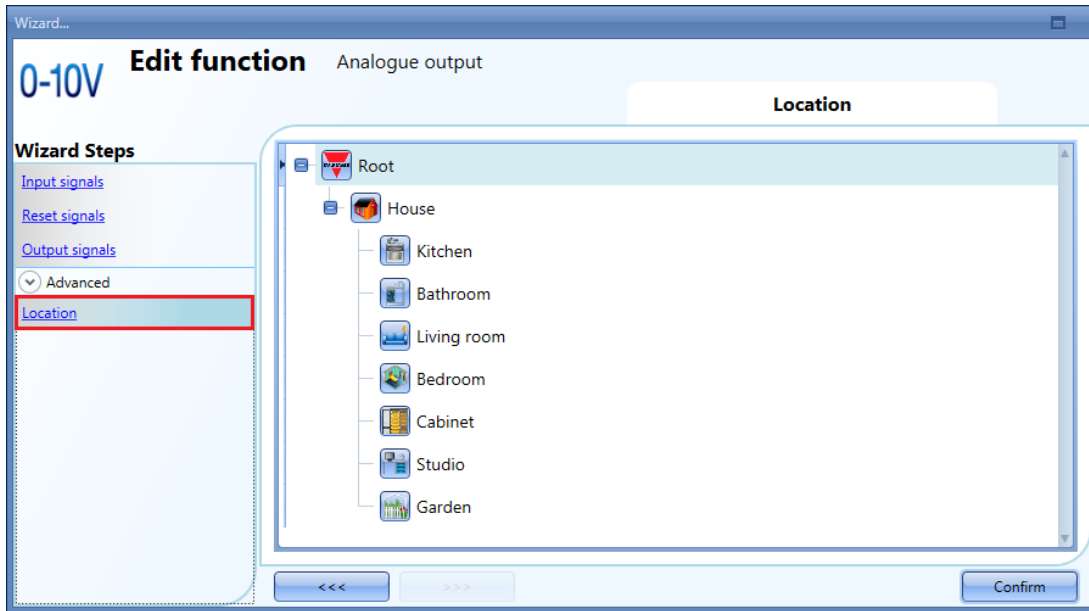 Wizard...
0-10V
Edit function
Analogue output
Location
Wizard Steps
Input signals
Reset signals
Output signals
Advanced
Location
Root
House
Kitchen
Bathroom
Living room
Bedroom
Cabinet
Studio
Garden
<<<
>>>
Confirm